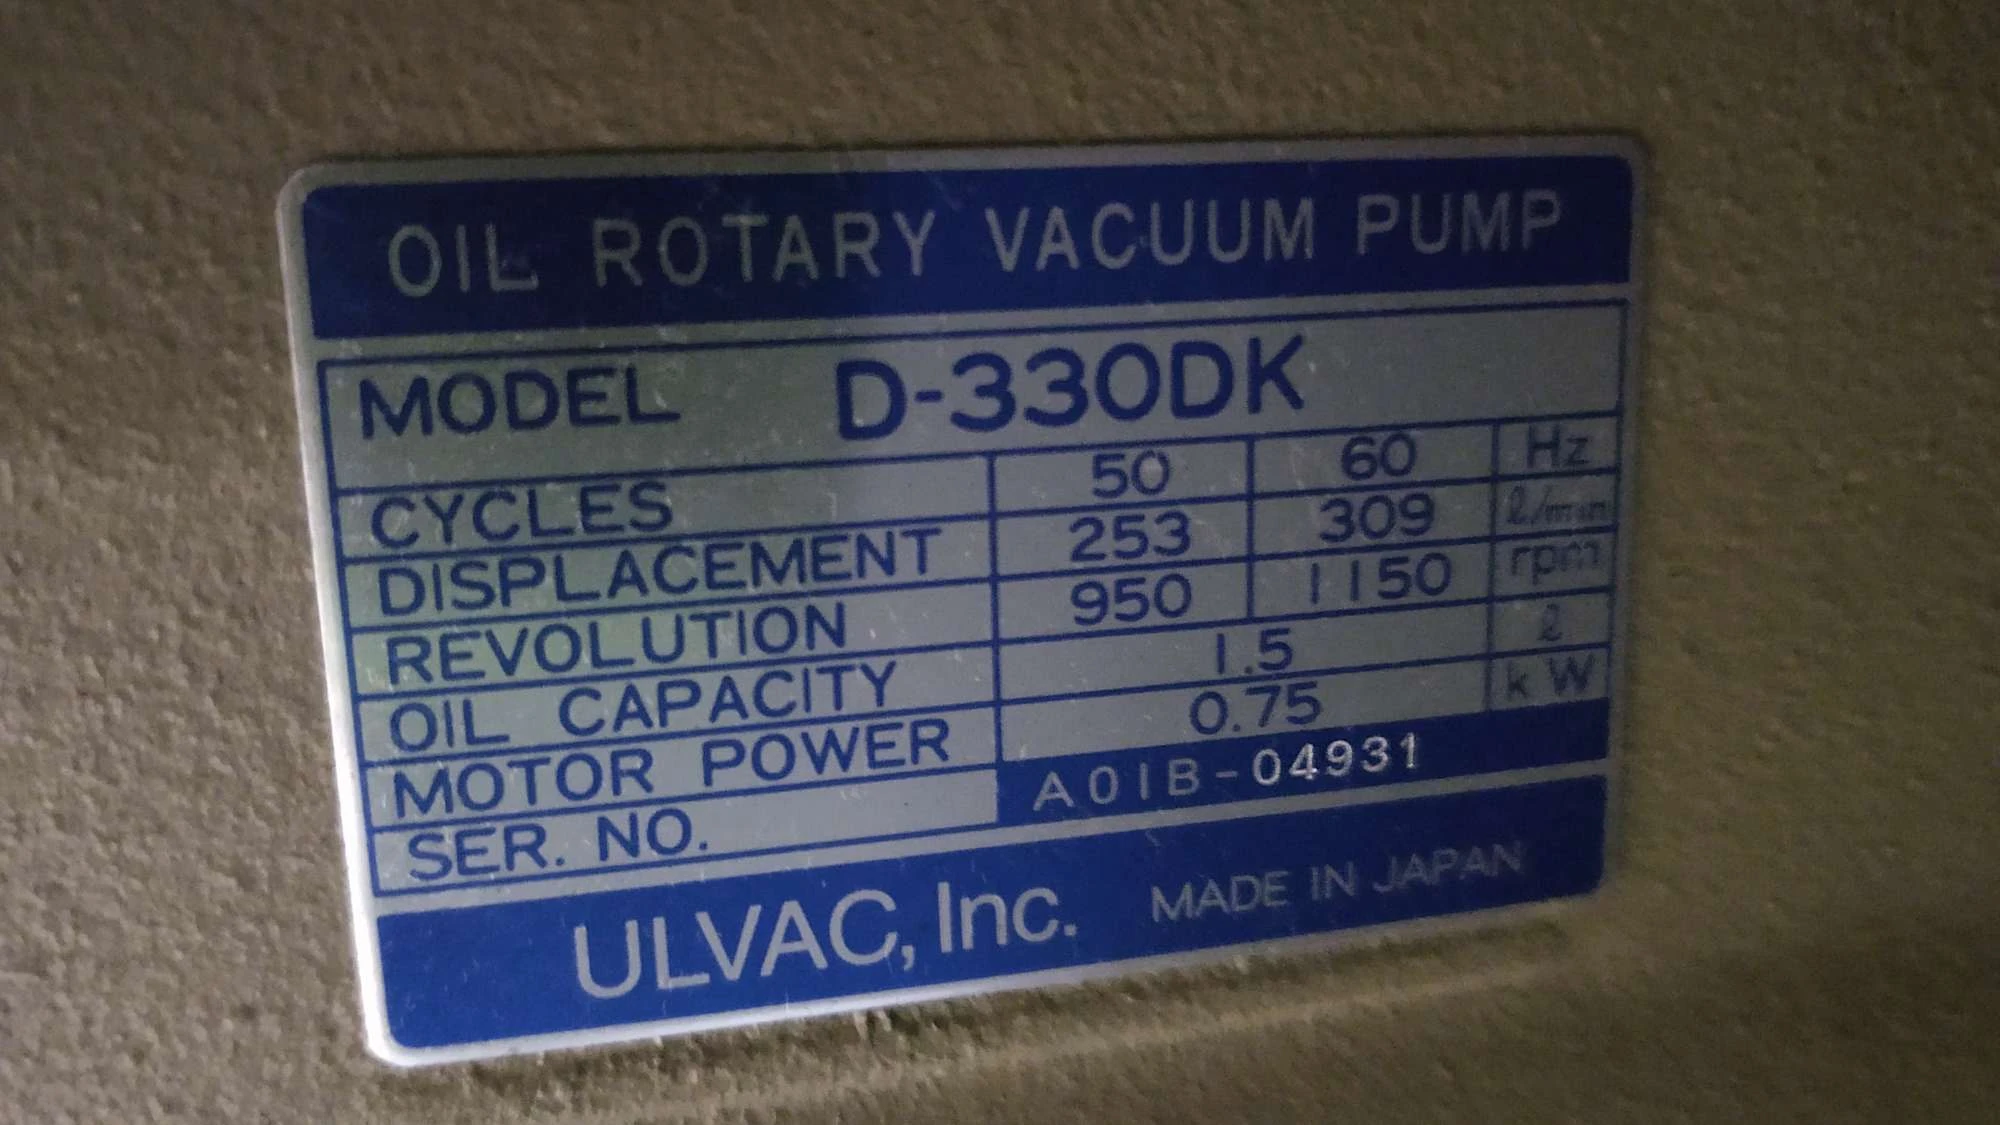 OIL ROTARY VACUUM PUMP
MODEL D-330DK
CYCLES 50 60 Hz
DISPLACEMENT 253 309 ℓ/min
REVOLUTION 950 1150 rpm
OIL CAPACITY 1.5 ℓ
MOTOR POWER 0.75 kW
SER. NO. A01B-04931
ULVAC, Inc. MADE IN JAPAN